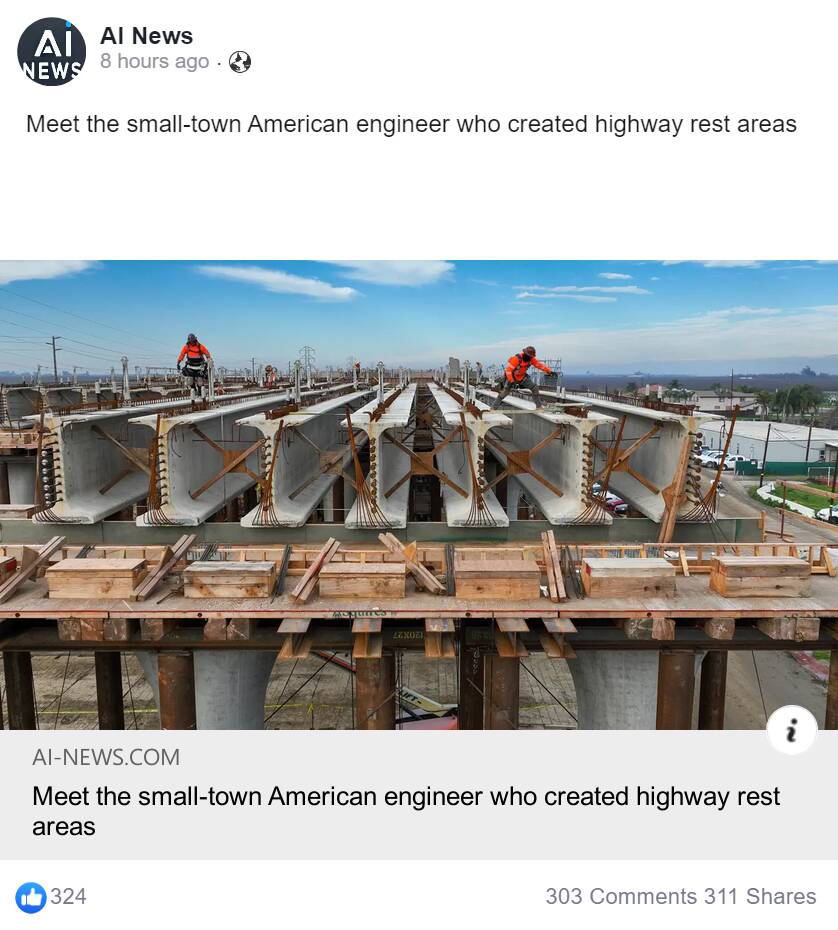 AI
NEWS
AI News
8 hours ago ·
Meet the small-town American engineer who created highway rest areas
i
AI-NEWS.COM
Meet the small-town American engineer who created highway rest
areas
324
303 Comments 311 Shares